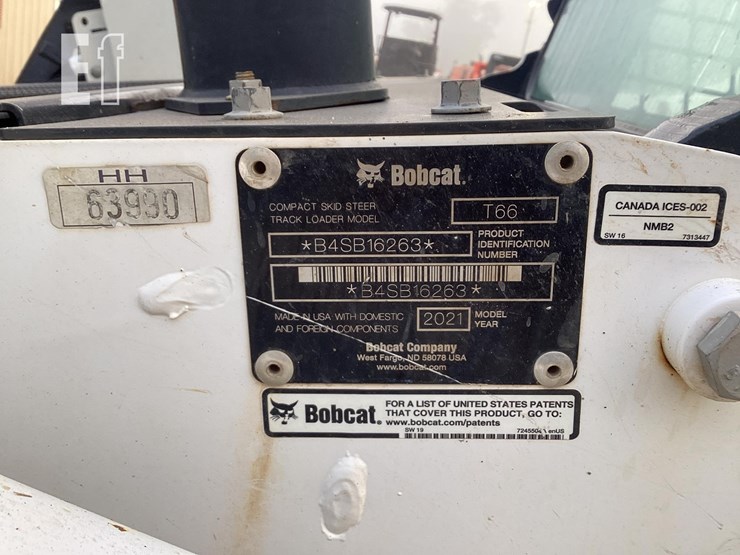 Ef
HH
63990
Bobcat.
COMPACT SKID STEER
TRACK LOADER MODEL
T66
*B4SB16263*
PRODUCT
IDENTIFICATION
NUMBER
*B4SB16263*
MADE IN USA WITH DOMESTIC
AND FOREIGN COMPONENTS
2021
MODEL
YEAR
Bobcat Company
West Fargo, ND 58078 USA
www.bobcat.com
CANADA ICES-002
NMB2
SW 16
7313447
Bobcat.
FOR A LIST OF UNITED STATES PATENTS
THAT COVER THIS PRODUCT, GO TO:
www.bobcat.com/patents
SW 19